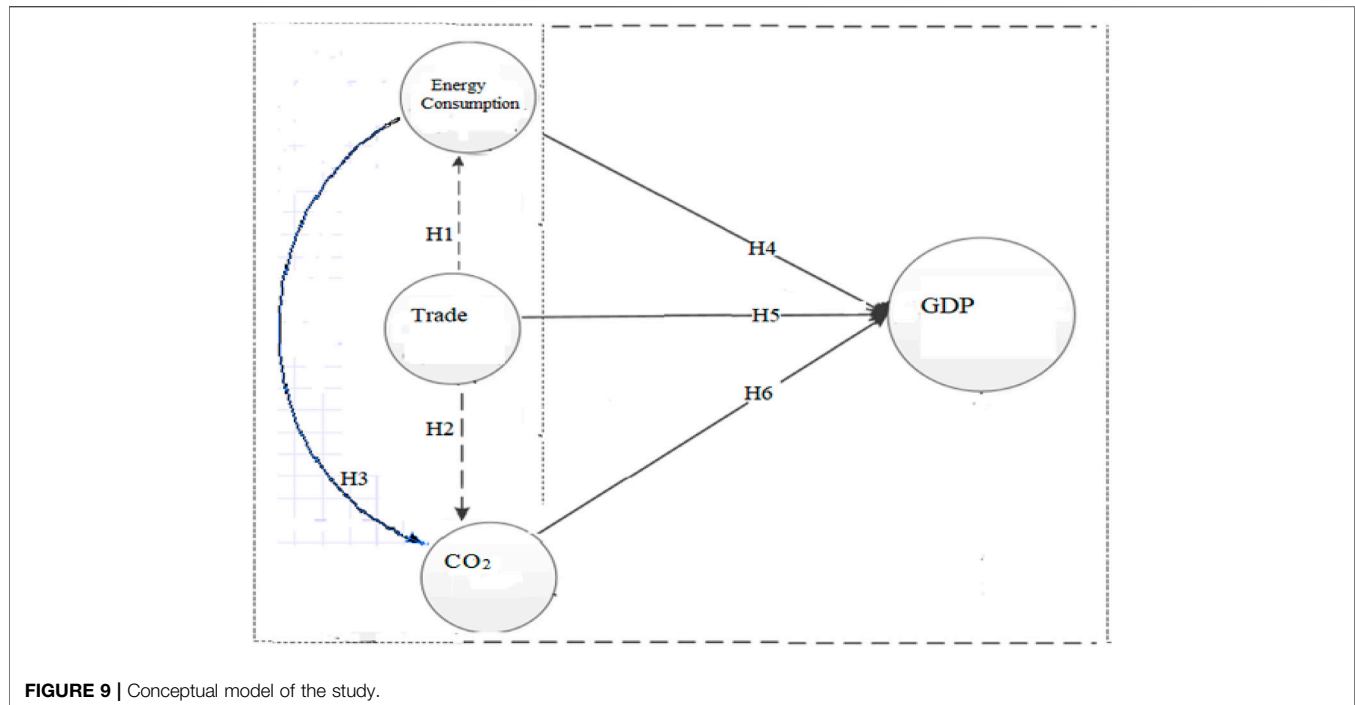 Energy
Consumption
H1
H4
Trade
H5
GDP
H2
H6
H3
CO₂
FIGURE 9 | Conceptual model of the study.